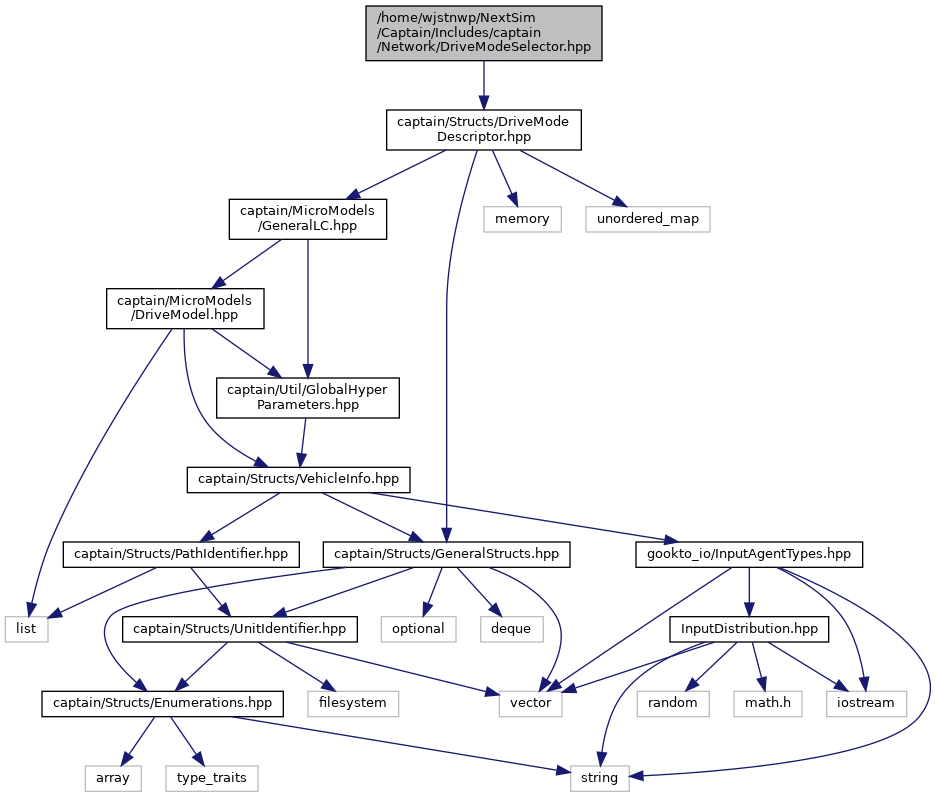 /home/wjstnwp/NextSim
/Captain/Includes/captain
/Network/DriveModeSelector.hpp
captain/Structs/DriveMode
Descriptor.hpp
captain/MicroModels
/GeneralLC.hpp
memory
unordered_map
captain/MicroModels
/DriveModel.hpp
captain/Util/GlobalHyper
Parameters.hpp
captain/Structs/VehicleInfo.hpp
captain/Structs/PathIdentifier.hpp
captain/Structs/GeneralStructs.hpp
gookto_io/InputAgentTypes.hpp
list
captain/Structs/UnitIdentifier.hpp
optional
deque
InputDistribution.hpp
captain/Structs/Enumerations.hpp
filesystem
vector
random
math.h
iostream
array
type_traits
string